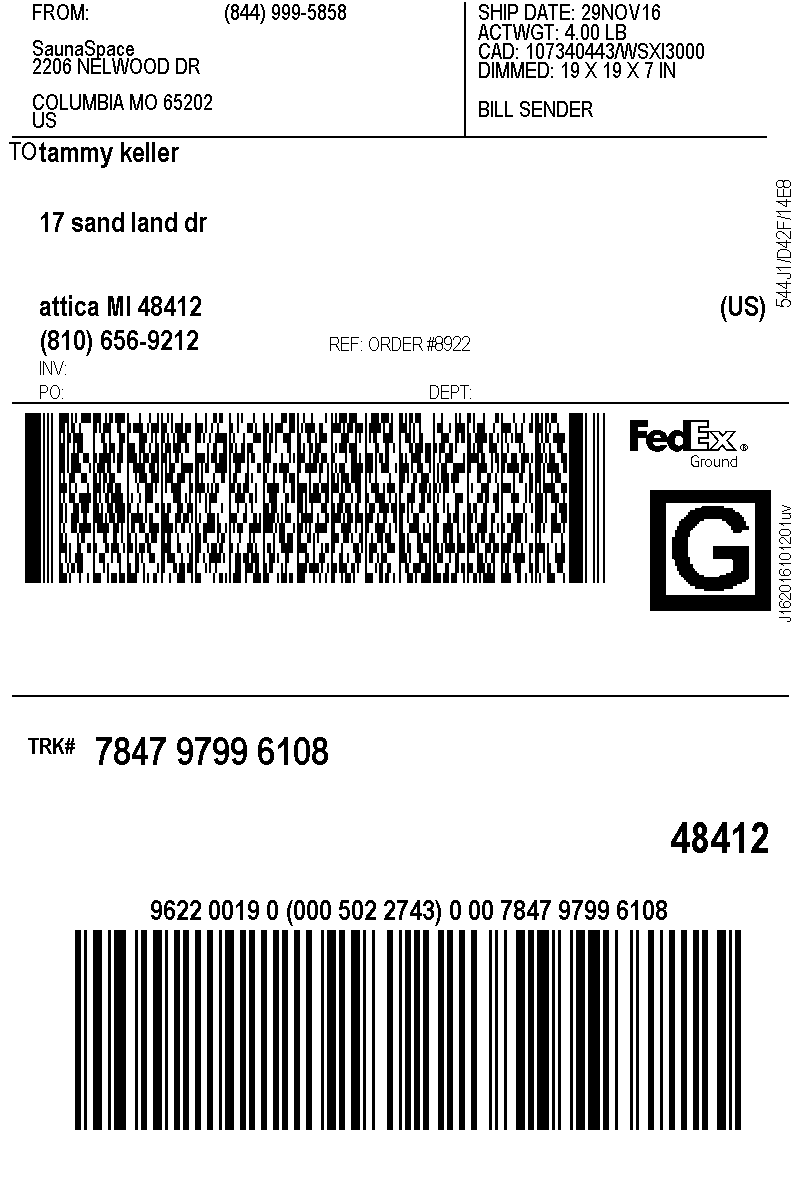 FROM: (844) 999-5858
SaunaSpace
2206 NELWOOD DR
COLUMBIA MO 65202
US
SHIP DATE: 29NOV16
ACTWGT: 4.00 LB
CAD: 107340443/WSXI3000
DIMMED: 19 X 19 X 7 IN
BILL SENDER
TO tammy keller
17 sand land dr
attica MI 48412 (US)
(810) 656-9212 REF: ORDER #8922
INV:
PO: DEPT:
544J1/D42F/14E8
FedEx®
Ground
G
J162016101201uv
TRK# 7847 9799 6108
48412
9622 0019 0 (000 502 2743) 0 00 7847 9799 6108